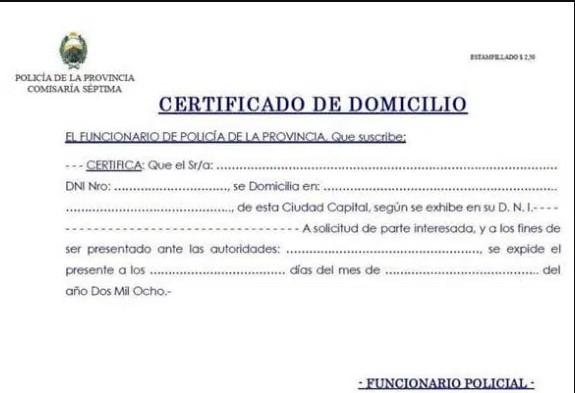 POLICÍA DE LA PROVINCIA
COMISARÍA SÉPTIMA
ESTAMPILLADO $ 2,50
CERTIFICADO DE DOMICILIO
EL FUNCIONARIO DE POLICÍA DE LA PROVINCIA, Que suscribe:
- - - CERTIFICA: Que el Sr/a: ....................................................................................
DNI Nro: ............................., se Domicilia en: ..........................................................
........................................., de esta Ciudad Capital, según se exhibe en su D. N. I.- - - -
- - - - - - - - - - - - - - - - - - - - - - - - - - - - - - - - - A solicitud de parte interesada, y a los fines de
ser presentado ante las autoridades: ................................................, se expide el
presente a los ................................. días del mes de ...................................... del
año Dos Mil Ocho.-
- FUNCIONARIO POLICIAL -